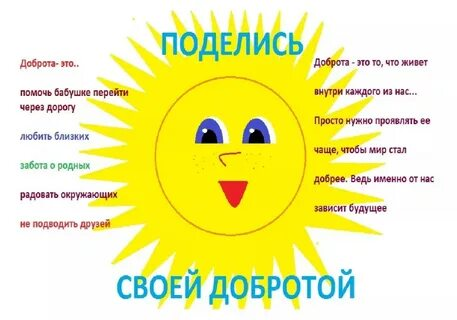 ПОДЕЛИСЬ
Доброта- это..
помочь бабушке перейти
через дорогу
любить близких
забота о родных
радовать окружающих
не подводить друзей
Доброта - это то, что живет
внутри каждого из нас...
Просто нужно проявлять ее
чаще, чтобы мир стал
добрее. Ведь именно от нас
зависит будущее
СВОЕЙ ДОБРОТОЙ